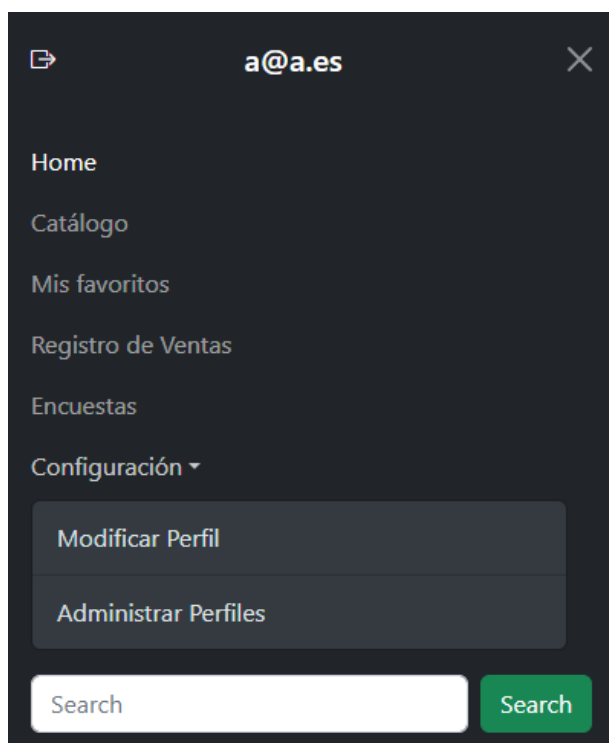 a@a.es
Home
Catálogo
Mis favoritos
Registro de Ventas
Encuestas
Configuración
Modificar Perfil
Administrar Perfiles
Search Search